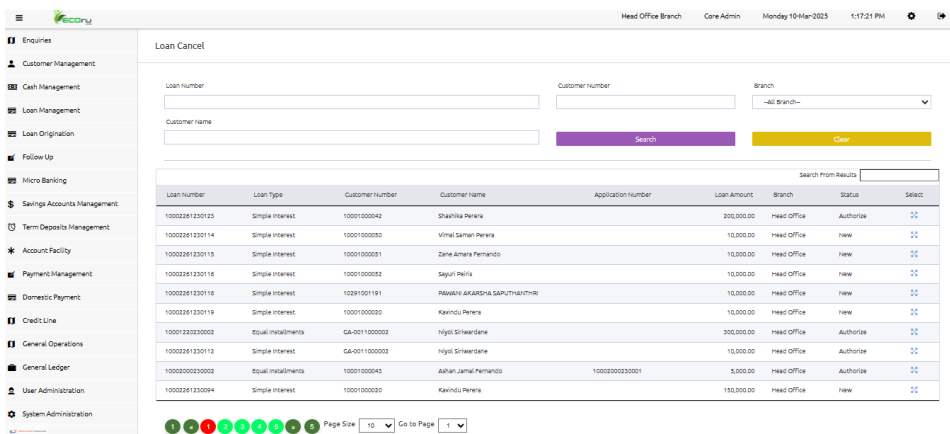 ecory Head Office Branch Core Admin Monday 10-Mar-2025 1:17:21 PM
Enquiries
Customer Management
Cash Management
Loan Management
Loan Origination
Follow Up
Micro Banking
Savings Accounts Management
Term Deposits Management
Account Facility
Payment Management
Domestic Payment
Credit Line
General Operations
General Ledger
User Administration
System Administration
Loan Cancel
Loan Number Customer Number Branch
--All Branch--
Customer Name
Search Clear
Search From Results
Loan Number Loan Type Customer Number Customer Name Application Number Loan Amount Branch Status Select
10002261230123 Simple Interest 10001000042 Shashika Perera 200,000.00 Head Office Authorize
10002261230114 Simple Interest 10001000050 Vimal Saman Perera 10,000.00 Head Office New
10002261230115 Simple Interest 10001000051 Zane Amara Fernando 10,000.00 Head Office New
10002261230116 Simple Interest 10001000052 Sayuri Peiris 10,000.00 Head Office New
10002261230118 Simple Interest 10291001191 PAWANI AKARSHA SAPUTHANTHRI 10,000.00 Head Office New
10002261230119 Simple Interest 10001000020 Kavindu Perera 10,000.00 Head Office New
10001220230002 Equal Installments GA-0011000002 Niyol Siriwardane 300,000.00 Head Office Authorize
10002261230112 Simple Interest GA-0011000002 Niyol Siriwardane 10,000.00 Head Office New
10002000230002 Equal Installments 10001000043 Ashan Jamal Fernando 10002000230001 5,000.00 Head Office Authorize
10002261230094 Simple Interest 10001000020 Kavindu Perera 150,000.00 Head Office New
1 « 1 2 3 4 5 » 5 Page Size 10 Go to Page 1